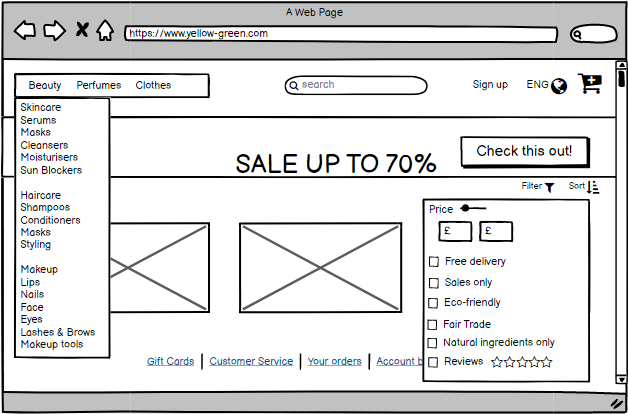 A Web Page
https://www.yellow-green.com
Beauty Perfumes Clothes
search
Sign up
ENG
Skincare
Serums
Masks
Cleansers
Moisturisers
Sun Blockers
Haircare
Shampoos
Conditioners
Masks
Styling
Makeup
Lips
Nails
Face
Eyes
Lashes & Brows
Makeup tools
SALE UP TO 70%
Check this out!
Filter
Sort
Price
£ £
Free delivery
Sales only
Eco-friendly
Fair Trade
Natural ingredients only
Reviews
Gift Cards | Customer Service | Your orders | Account